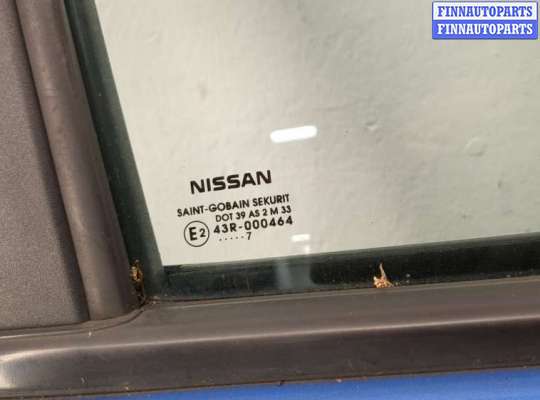 FINNAUTOPARTS
FINNAUTOPARTS
NISSAN
SAINT-GOBAIN SEKURIT
DOT 39 AS 2 M 33
E2 43R-000464
.....7